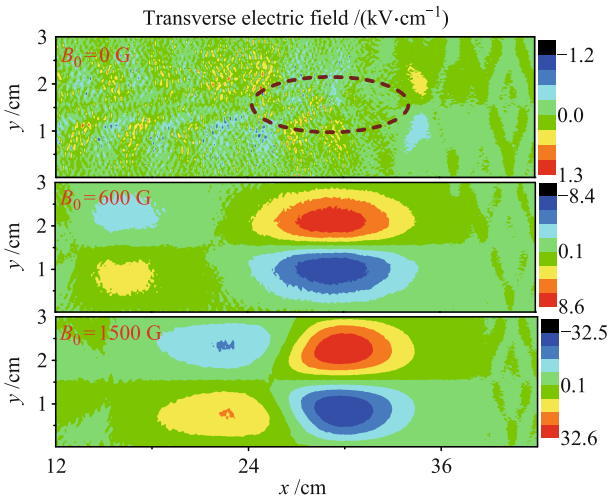 Transverse electric field /(kV·cm⁻¹)
3
B₀=0 G
2
1
y/cm
−1.2
0.0
1.3
3
B₀=600 G
2
1
y/cm
−8.4
0.1
8.6
3
B₀=1500 G
2
1
y/cm
−32.5
0.1
32.6
12
24
36
x/cm